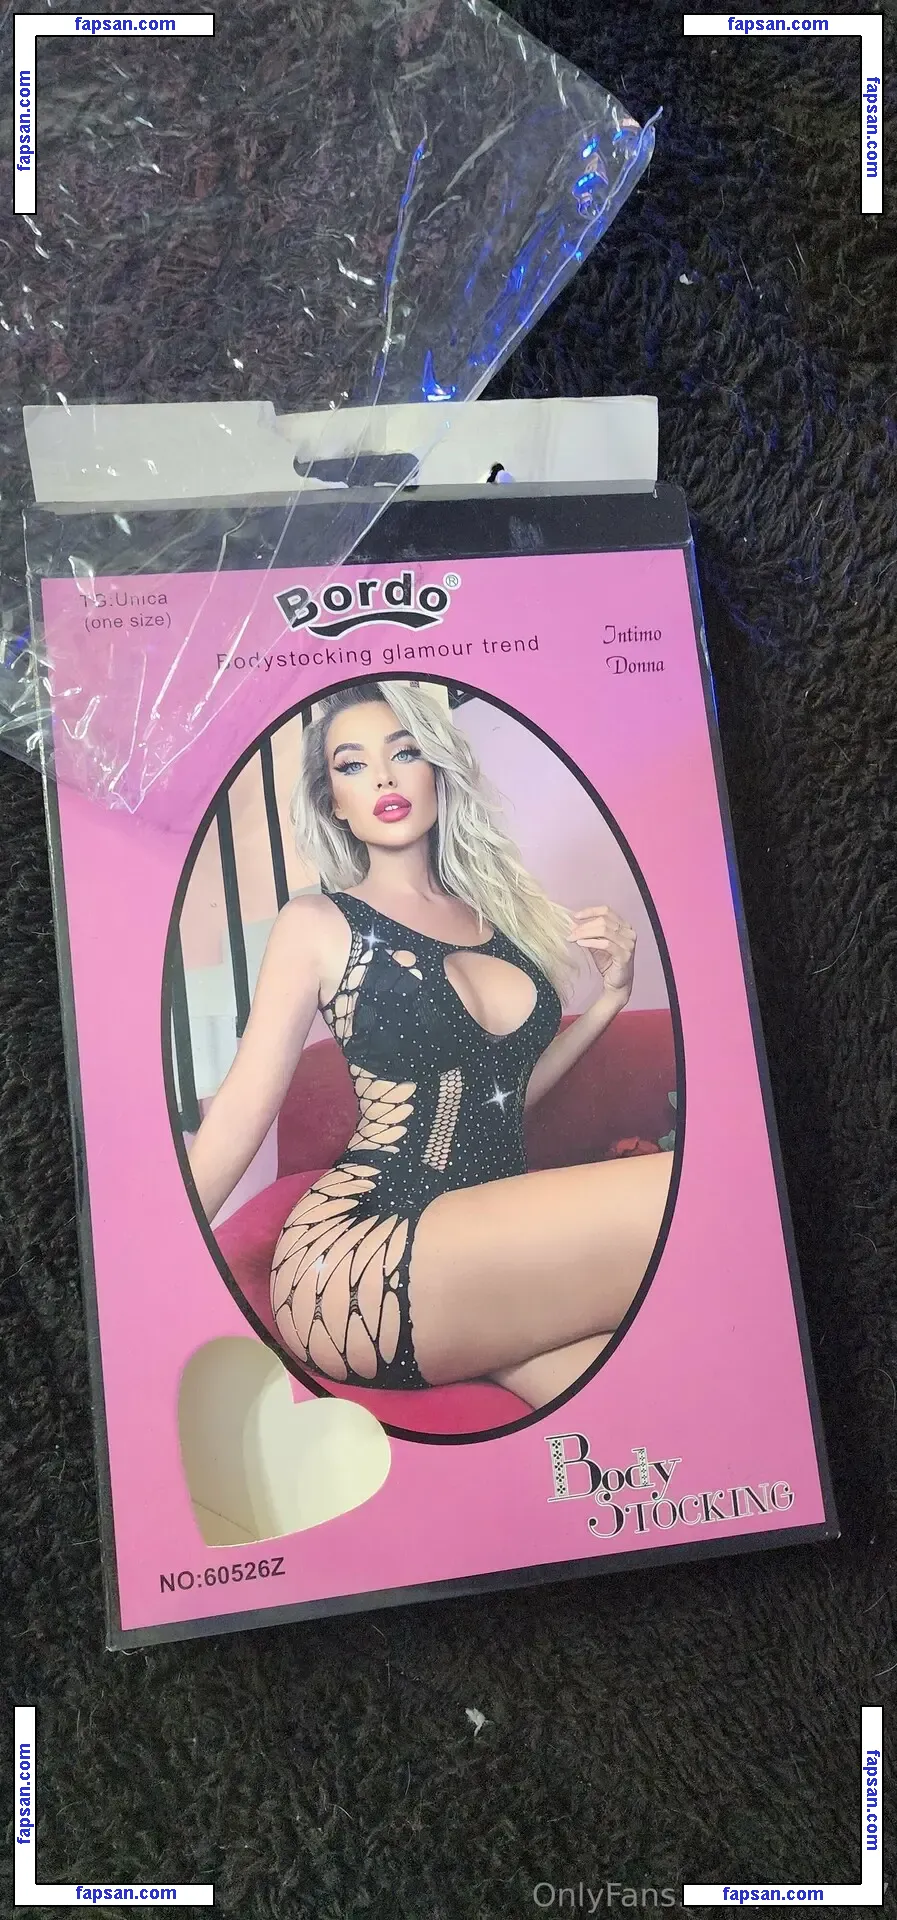 fapsan.com
fapsan.com
fapsan.com
fapsan.com
TG.Unica
(one size)
Bordo®
Bodystocking glamour trend
Intimo
Donna
Body
STOCKING
NO:60526Z
fapsan.com
fapsan.com
OnlyFans
fapsan.com
fapsan.com